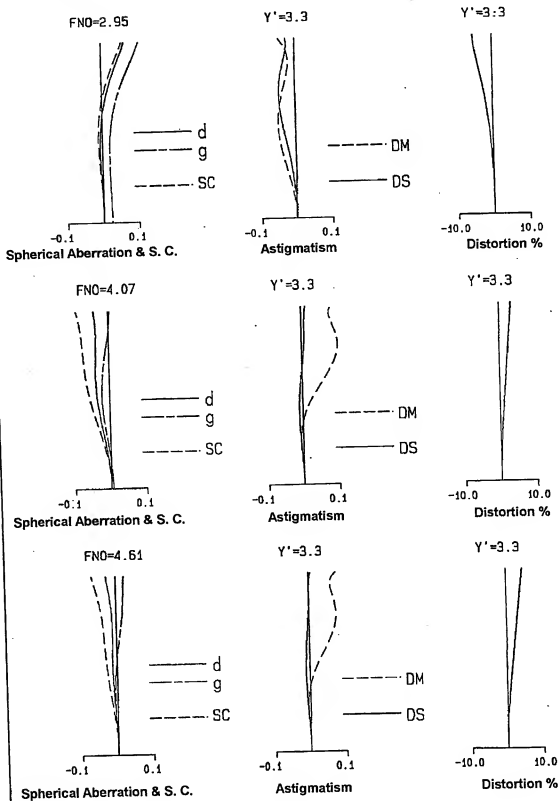 FNO=2.95
Y'=3.3
Y'=3:3
d
g
SC
DM
DS
-0.1 0.1
-0.1 0.1
-10.0 10.0
Spherical Aberration & S. C.
Astigmatism
Distortion %
FNO=4.07
Y'=3.3
Y'=3.3
d
g
SC
DM
DS
-0.1 0.1
-0.1 0.1
-10.0 10.0
Spherical Aberration & S. C.
Astigmatism
Distortion %
FNO=4.61
Y'=3.3
Y'=3.3
d
g
SC
DM
DS
-0.1 0.1
-0.1 0.1
-10.0 10.0
Spherical Aberration & S. C.
Astigmatism
Distortion %